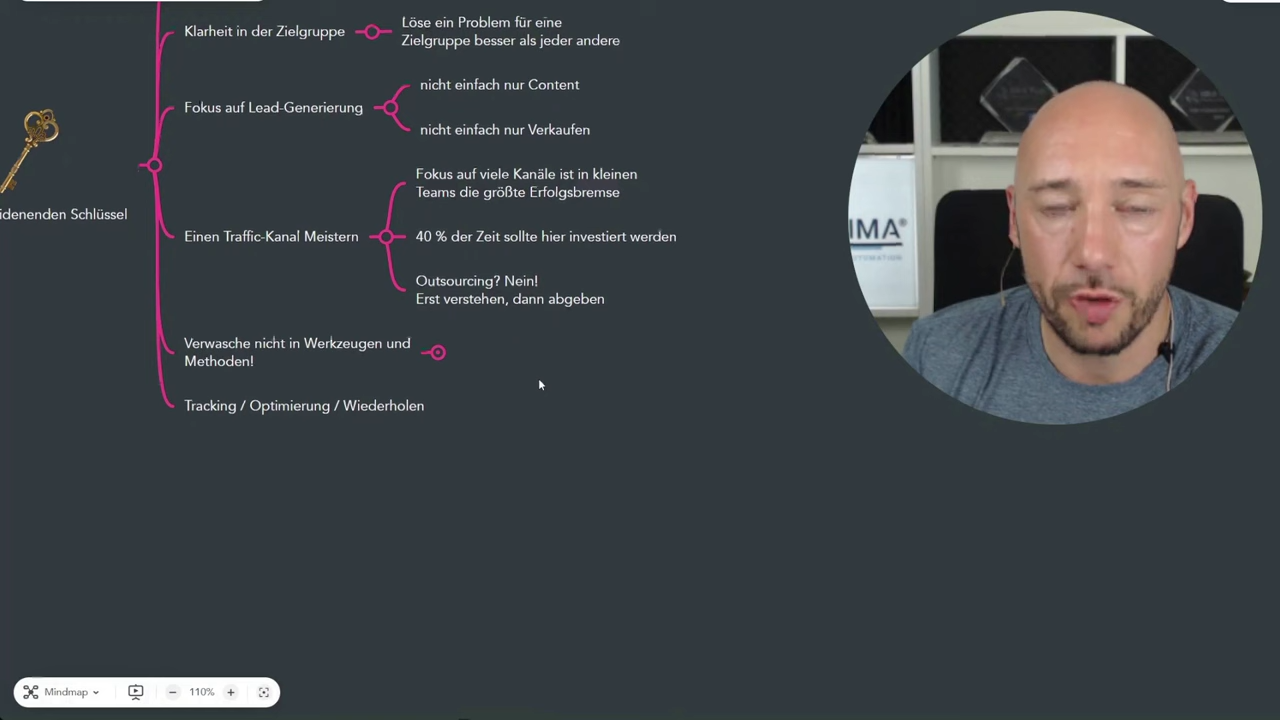 Klarheit in der Zielgruppe
Löse ein Problem für eine
Zielgruppe besser als jeder andere
Fokus auf Lead-Generierung
nicht einfach nur Content
nicht einfach nur Verkaufen
idenenden Schlüssel
Einen Traffic-Kanal Meistern
Fokus auf viele Kanäle ist in kleinen
Teams die größte Erfolgsbremse
40 % der Zeit sollte hier investiert werden
Outsourcing? Nein!
Erst verstehen, dann abgeben
Verwasche nicht in Werkzeugen und
Methoden!
Tracking / Optimierung / Wiederholen
IMA®
Mindmap
110%